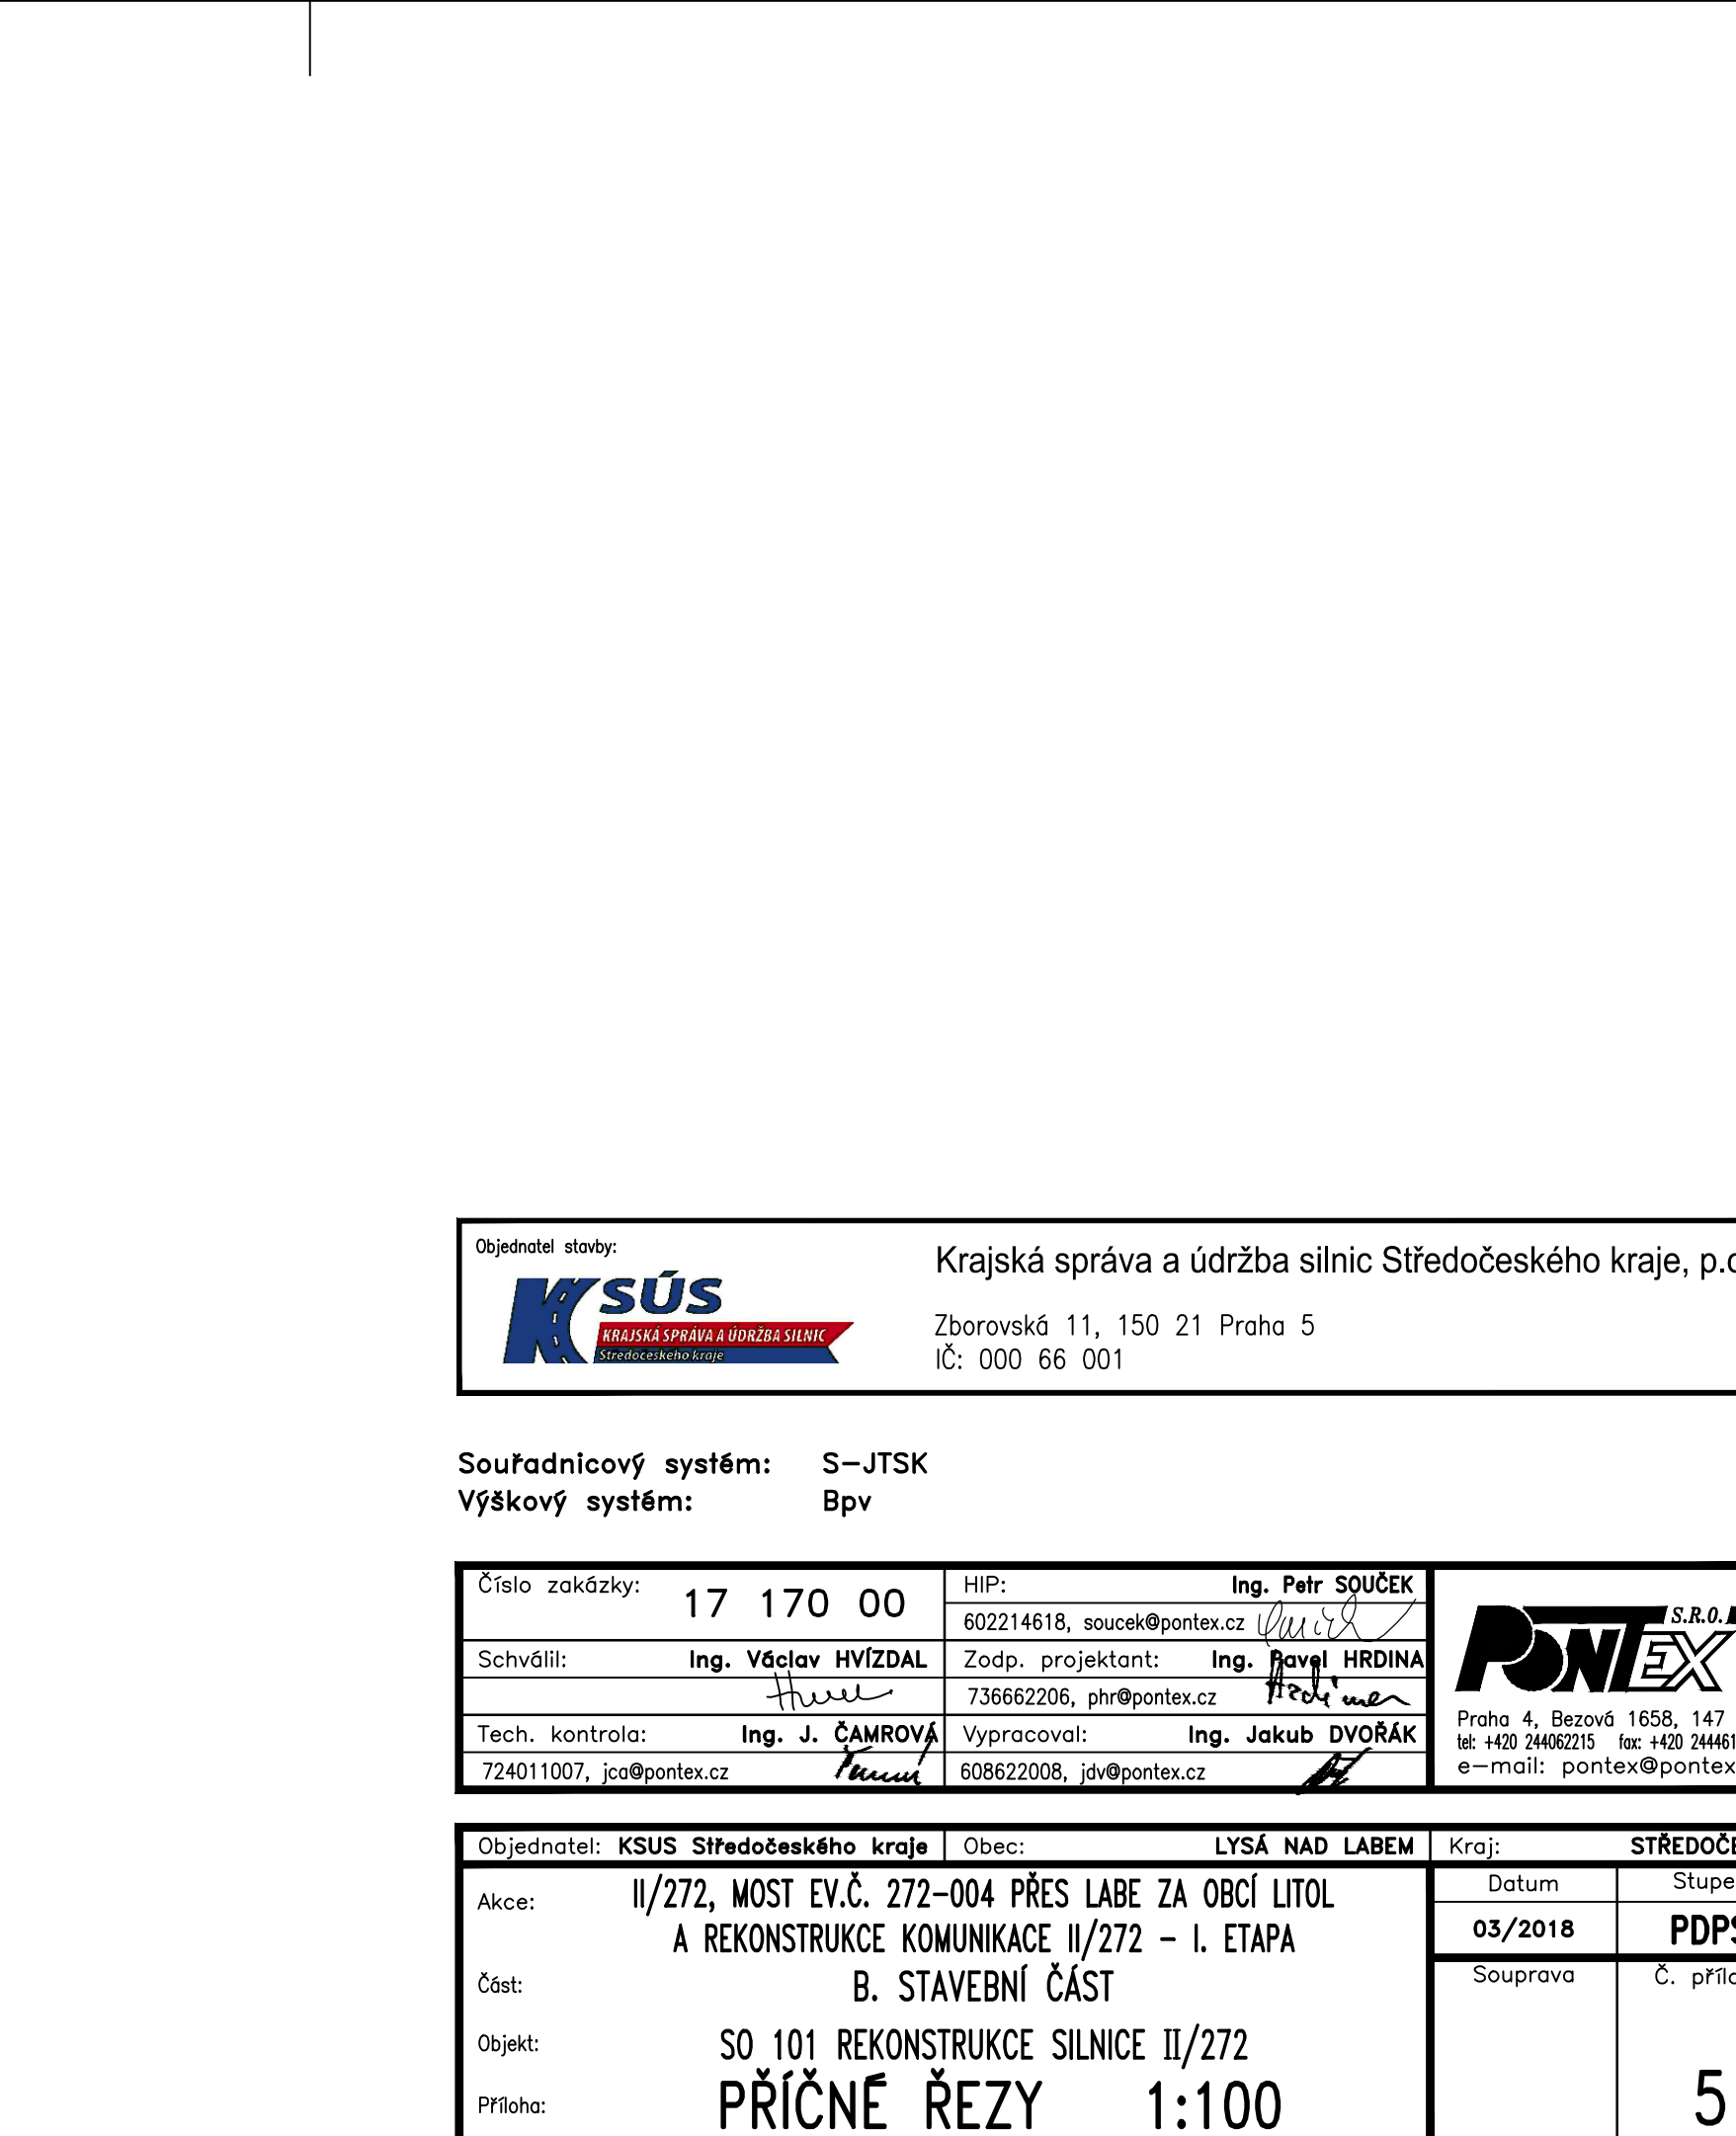 Objednatel stavby:
KSÚS
KRAJSKÁ SPRÁVA A ÚDRŽBA SILNIC
Středočeského kraje
Krajská správa a údržba silnic Středočeského kraje, p.o
Zborovská 11, 150 21 Praha 5
IČ: 000 66 001
Souřadnicový systém: S-JTSK
Výškový systém: Bpv
Číslo zakázky: 17 170 00
HIP: Ing. Petr SOUČEK
602214618, soucek@pontex.cz
Schválil: Ing. Václav HVÍZDAL
Zodp. projektant: Ing. Pavel HRDINA
736662206, phr@pontex.cz
Tech. kontrola: Ing. J. ČAMROVÁ
Vypracoval: Ing. Jakub DVOŘÁK
724011007, jca@pontex.cz
608622008, jdv@pontex.cz
PONTEX S.R.O.
Praha 4, Bezová 1658, 147
tel: +420 244062215 fax: +420 244461
e-mail: pontex@pontex
Objednatel: KSUS Středočeského kraje
Obec: LYSÁ NAD LABEM
Kraj: STŘEDOČE
Akce: II/272, MOST EV.Č. 272-004 PŘES LABE ZA OBCÍ LITOL
A REKONSTRUKCE KOMUNIKACE II/272 - I. ETAPA
Část: B. STAVEBNÍ ČÁST
Objekt: SO 101 REKONSTRUKCE SILNICE II/272
Příloha: PŘÍČNÉ ŘEZY 1:100
Datum
Stupe
03/2018
PDPS
Souprava
Č. přílo
5